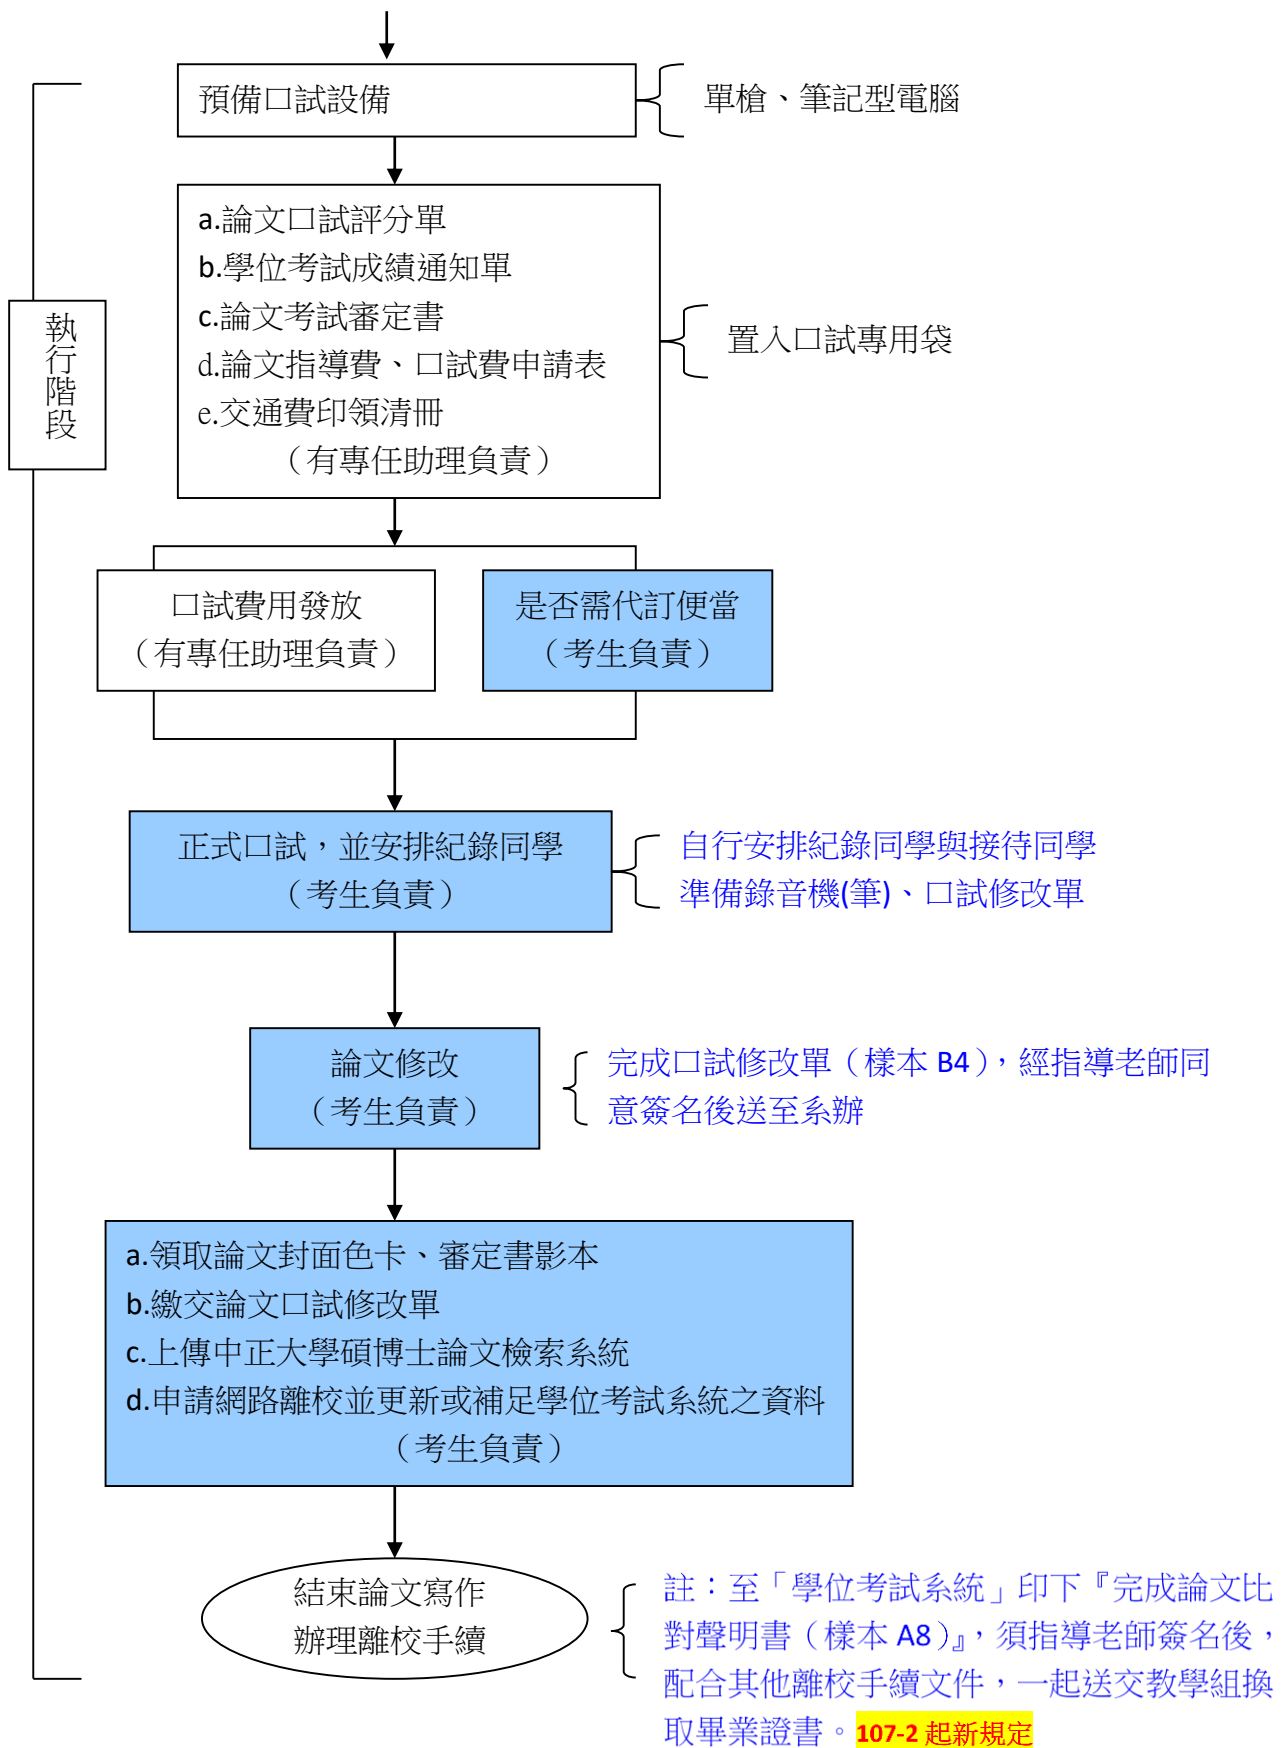 預備口試設備
單槍、筆記型電腦
a.論文口試評分單
b.學位考試成績通知單
c.論文考試審定書
d.論文指導費、口試費申請表
e.交通費印領清冊
（有專任助理負責）
置入口試專用袋
執行階段
口試費用發放
（有專任助理負責）
是否需代訂便當
（考生負責）
正式口試，並安排紀錄同學
（考生負責）
自行安排紀錄同學與接待同學
準備錄音機(筆)、口試修改單
論文修改
（考生負責）
完成口試修改單（樣本 B4），經指導老師同
意簽名後送至系辦
a.領取論文封面色卡、審定書影本
b.繳交論文口試修改單
c.上傳中正大學碩博士論文檢索系統
d.申請網路離校並更新或補足學位考試系統之資料
（考生負責）
結束論文寫作
辦理離校手續
註：至「學位考試系統」印下『完成論文比
對聲明書（樣本 A8）』，須指導老師簽名後，
配合其他離校手續文件，一起送交教學組換
取畢業證書。107-2 起新規定